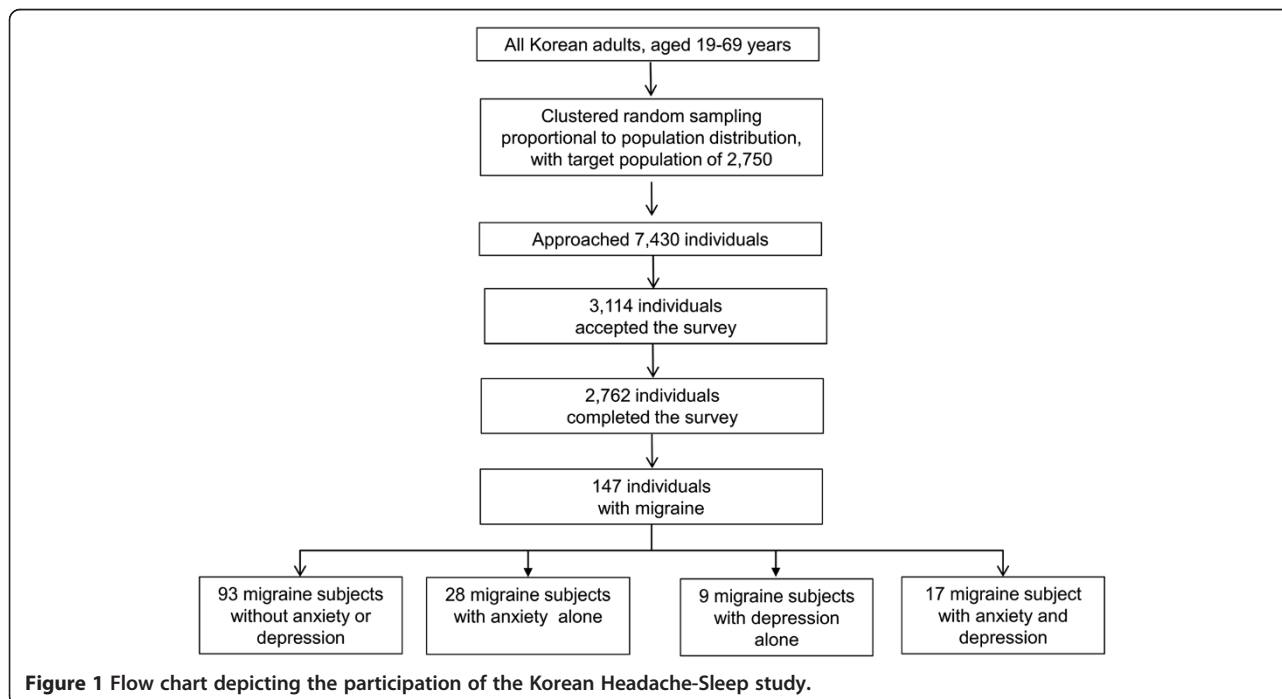 All Korean adults, aged 19-69 years
Clustered random sampling
proportional to population distribution,
with target population of 2,750
Approached 7,430 individuals
3,114 individuals
accepted the survey
2,762 individuals
completed the survey
147 individuals
with migraine
93 migraine subjects
without anxiety or
depression
28 migraine subjects
with anxiety alone
9 migraine subjects
with depression
alone
17 migraine subject
with anxiety and
depression
Figure 1 Flow chart depicting the participation of the Korean Headache-Sleep study.